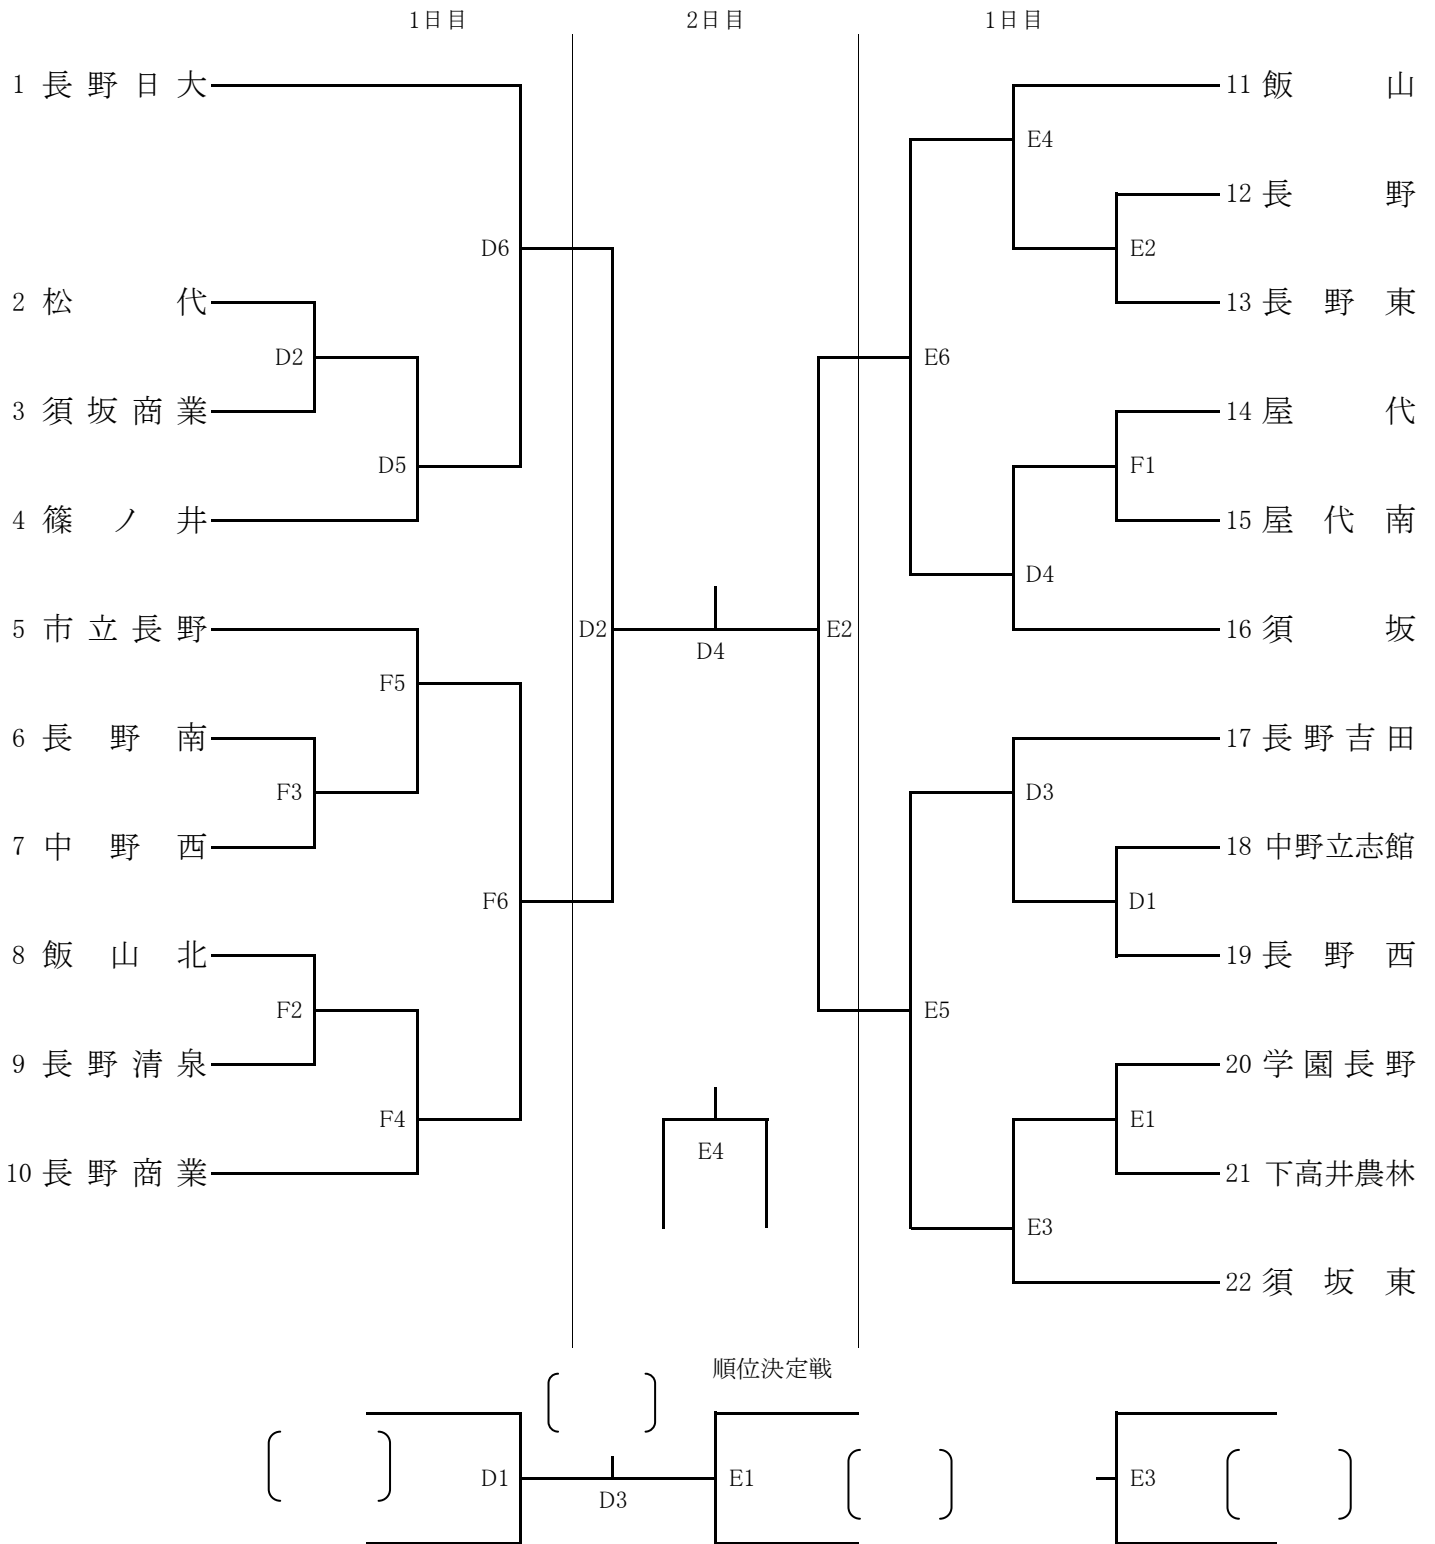 1日目 2日目 1日目
1 長野日大
11 飯山
E4
12 長野
D6
E2
2 松代
13 長野東
D2
E6
3 須坂商業
14 屋代
D5
F1
4 篠ノ井
15 屋代南
D4
5 市立長野
D2
E2
16 須坂
D4
F5
6 長野南
17 長野吉田
F3
D3
7 中野西
18 中野立志館
F6
D1
8 飯山北
19 長野西
F2
E5
9 長野清泉
20 学園長野
F4
E1
E4
10 長野商業
21 下高井農林
E3
22 須坂東
順位決定戦
D1
E1
E3
D3